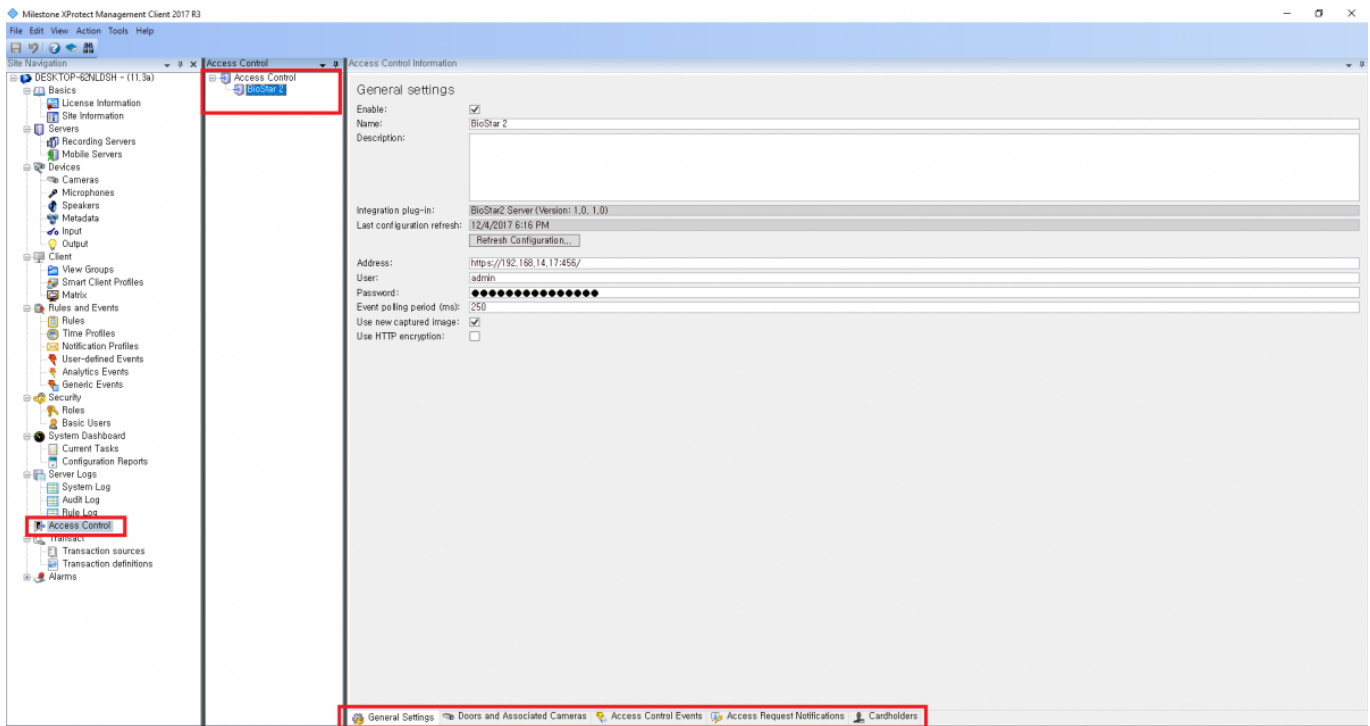 Milestone XProtect Management Client 2017 R3
File Edit View Action Tools Help
Site Navigation
DESKTOP-62NLDSH - (11,3a)
Basics
License Information
Site Information
Servers
Recording Servers
Mobile Servers
Devices
Cameras
Microphones
Speakers
Metadata
Input
Output
Client
View Groups
Smart Client Profiles
Matrix
Rules and Events
Rules
Time Profiles
Notification Profiles
User-defined Events
Analytics Events
Generic Events
Security
Roles
Basic Users
System Dashboard
Current Tasks
Configuration Reports
Server Logs
System Log
Audit Log
Rule Log
Access Control
Transact
Transaction sources
Transaction definitions
Alarms
Access Control
Access Control
BioStar 2
Access Control Information
General settings
Enable:
Name: BioStar 2
Description:
Integration plug-in: BioStar2 Server (Version: 1.0, 1.0)
Last configuration refresh: 12/4/2017 6:16 PM
Refresh Configuration...
Address: https://192,168,14,17:456/
User: admin
Password: ●●●●●●●●●●●●●●●
Event polling period (ms): 250
Use new captured image:
Use HTTP encryption:
General Settings Doors and Associated Cameras Access Control Events Access Request Notifications Cardholders